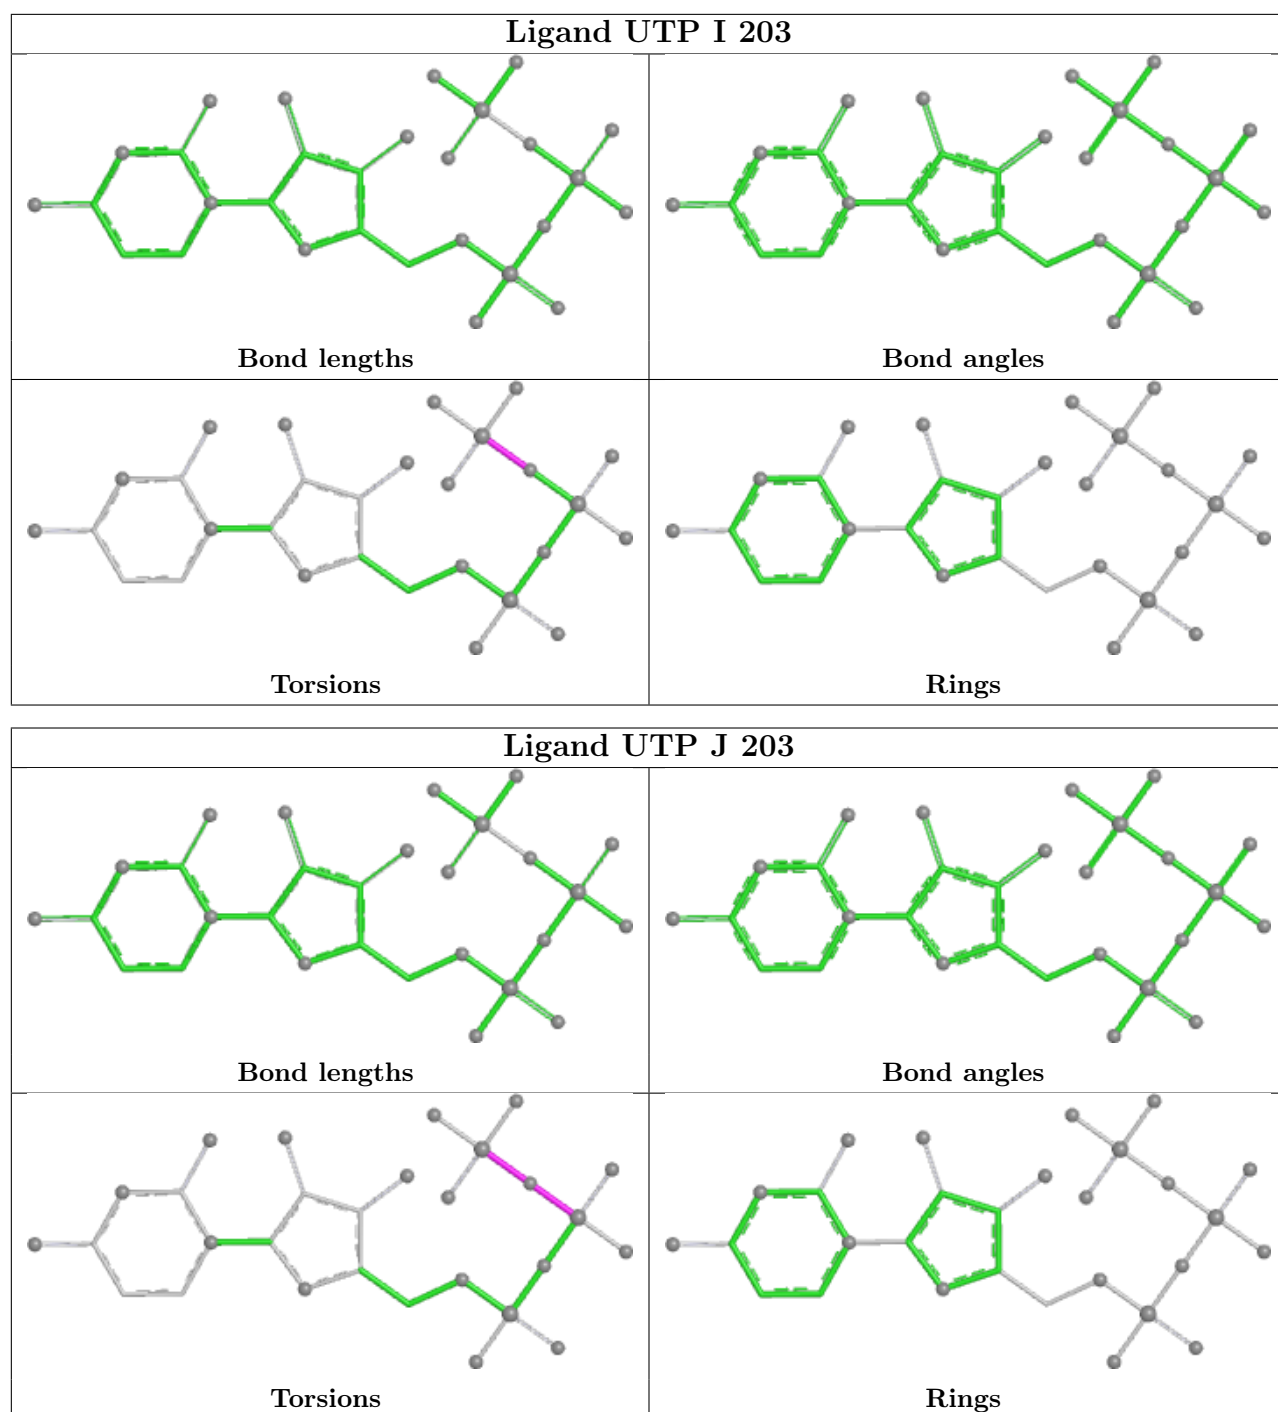 Ligand UTP I 203
Bond lengths
Bond angles
Torsions
Rings
Ligand UTP J 203
Bond lengths
Bond angles
Torsions
Rings